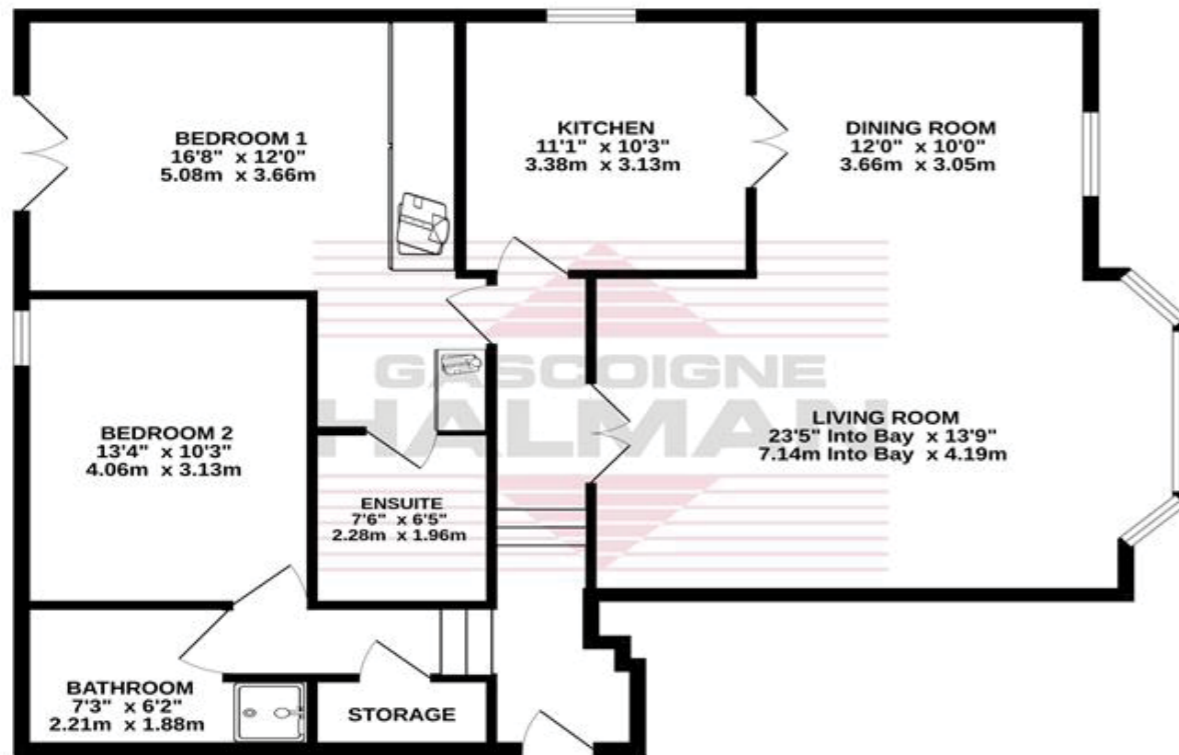 BEDROOM 1
16'8" x 12'0"
5.08m x 3.66m
KITCHEN
11'1" x 10'3"
3.38m x 3.13m
DINING ROOM
12'0" x 10'0"
3.66m x 3.05m
GASCOIGNE
HALMAN
BEDROOM 2
13'4" x 10'3"
4.06m x 3.13m
LIVING ROOM
23'5" Into Bay x 13'9"
7.14m Into Bay x 4.19m
ENSUITE
7'6" x 6'5"
2.28m x 1.96m
BATHROOM
7'3" x 6'2"
2.21m x 1.88m
STORAGE